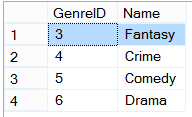 GenreID Name
1 3 Fantasy
2 4 Crime
3 5 Comedy
4 6 Drama